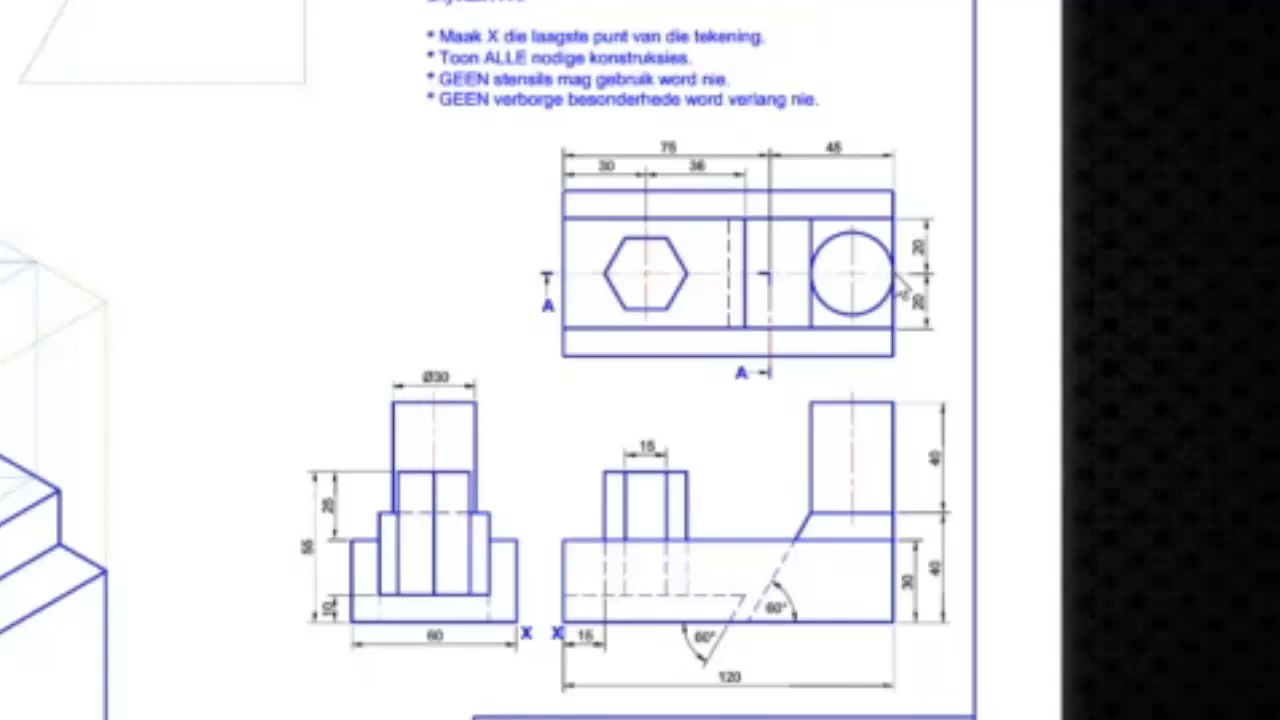 * Maak X die laagste punt van die tekening.
* Toon ALLE nodige konstruksies.
* GEEN stensils mag gebruik word nie.
* GEEN verborge besonderhede word verlang nie.
75 45
30 36
20
A
20
A
Ø30
15
40
25
55
60° 30 40
10
X X 15 60°
60
120